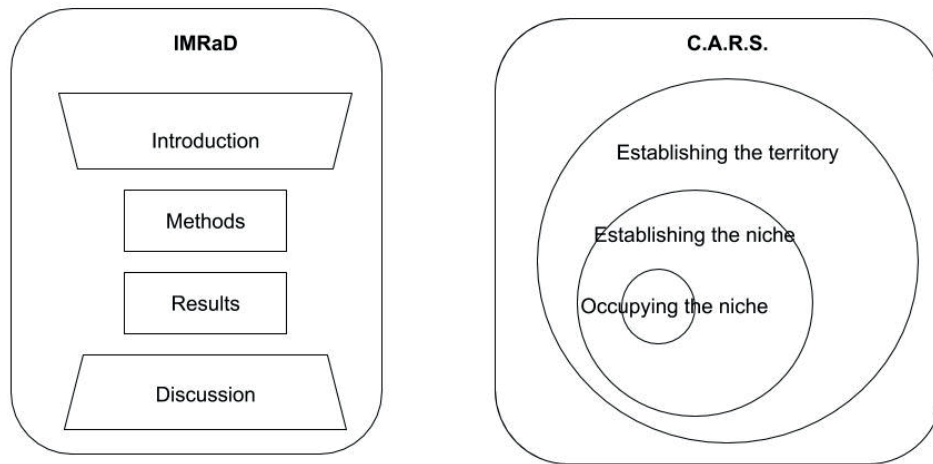 IMRaD
Introduction
Methods
Results
Discussion
C.A.R.S.
Establishing the territory
Establishing the niche
Occupying the niche